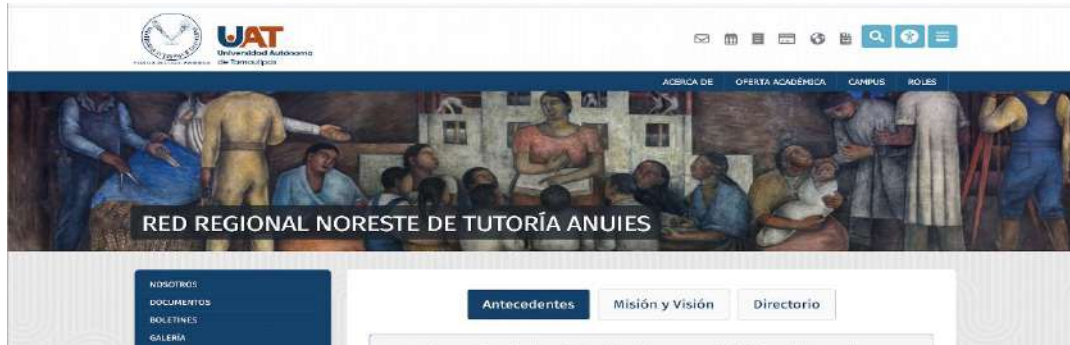 UAT
Universidad Autónoma
de Tamaulipas
ACERCA DE OFERTA ACADÉMICA CAMPUS ROLES
RED REGIONAL NORESTE DE TUTORÍA ANUIES
NOSOTROS
DOCUMENTOS
BOLETINES
GALERÍA
Antecedentes Misión y Visión Directorio